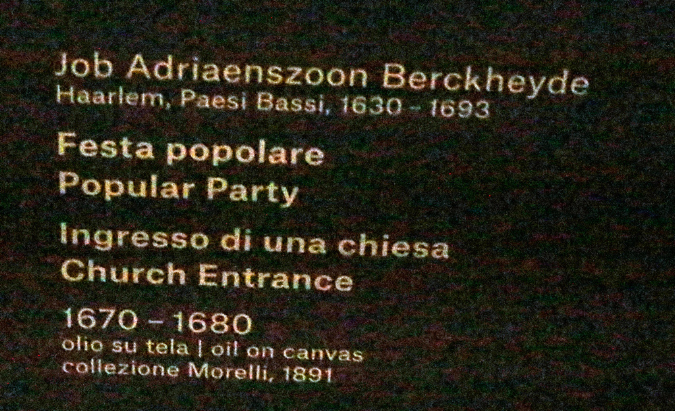 Job Adriaenszoon Berckheyde
Haarlem, Paesi Bassi, 1630 – 1693
Festa popolare
Popular Party
Ingresso di una chiesa
Church Entrance
1670 – 1680
olio su tela | oil on canvas
collezione Morelli, 1891